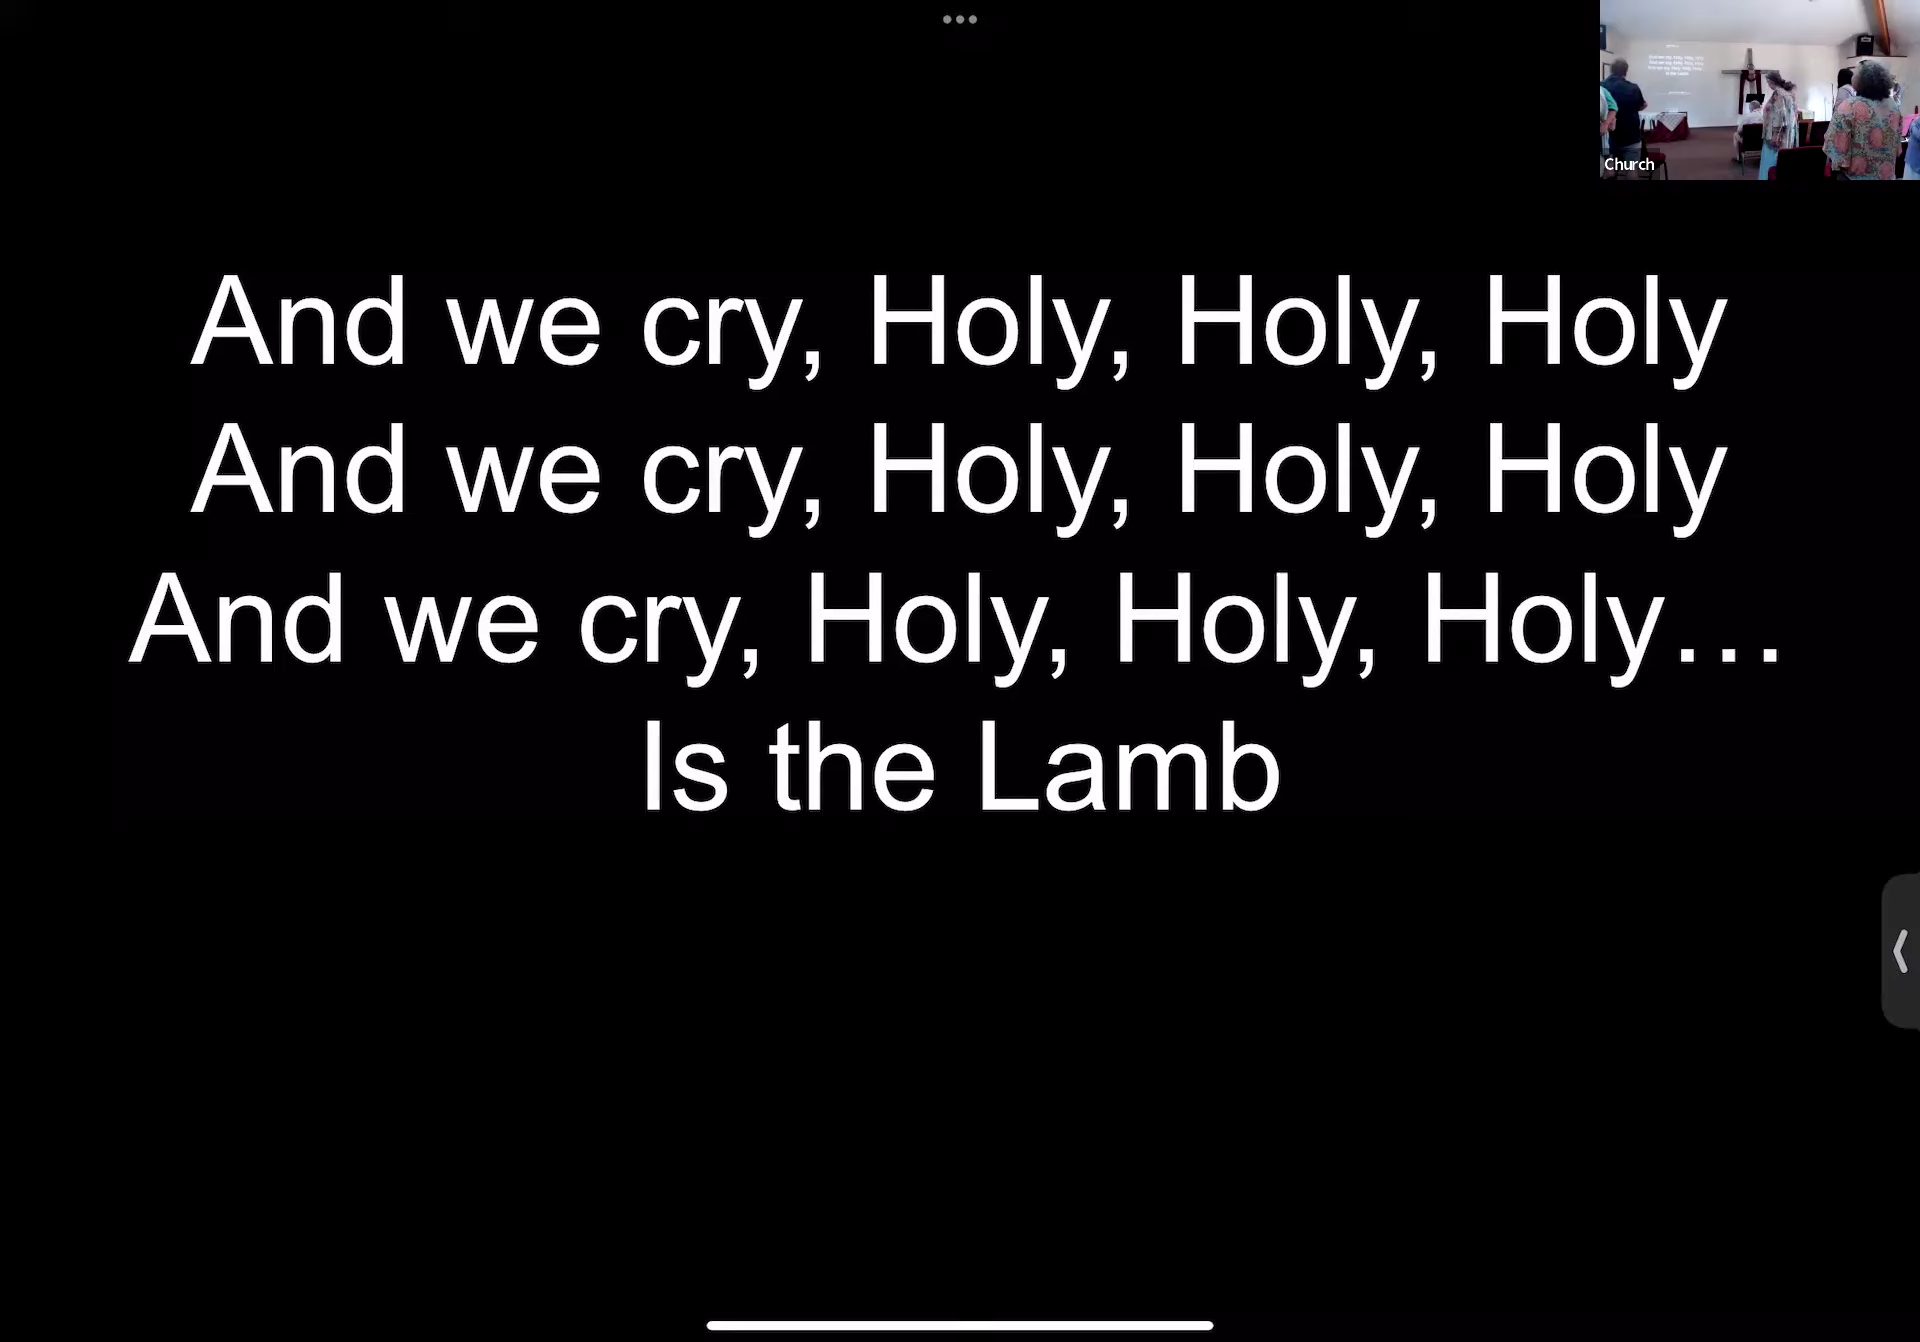 Church
And we cry, Holy, Holy, Holy
And we cry, Holy, Holy, Holy
And we cry, Holy, Holy, Holy…
Is the Lamb